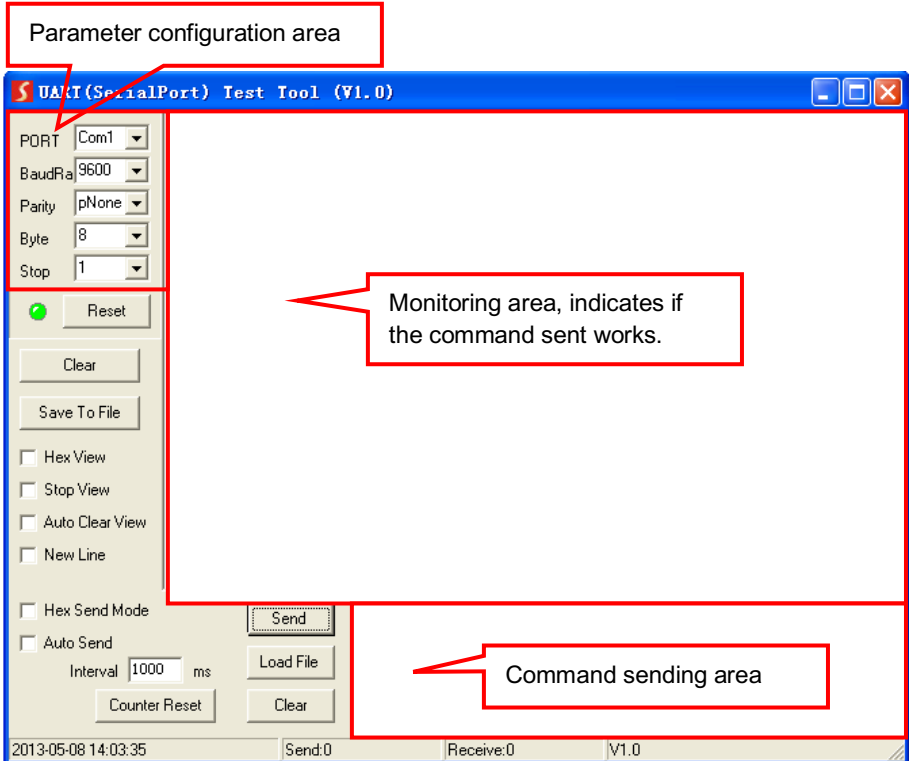 Parameter configuration area
UART(SerialPort) Test Tool (V1.0)
PORT Com1
BaudRa 9600
Parity pNone
Byte 8
Stop 1
Reset
Monitoring area, indicates if
the command sent works.
Clear
Save To File
Hex View
Stop View
Auto Clear View
New Line
Hex Send Mode
Send
Auto Send
Interval 1000 ms
Load File
Command sending area
Counter Reset
Clear
2013-05-08 14:03:35 Send:0 Receive:0 V1.0